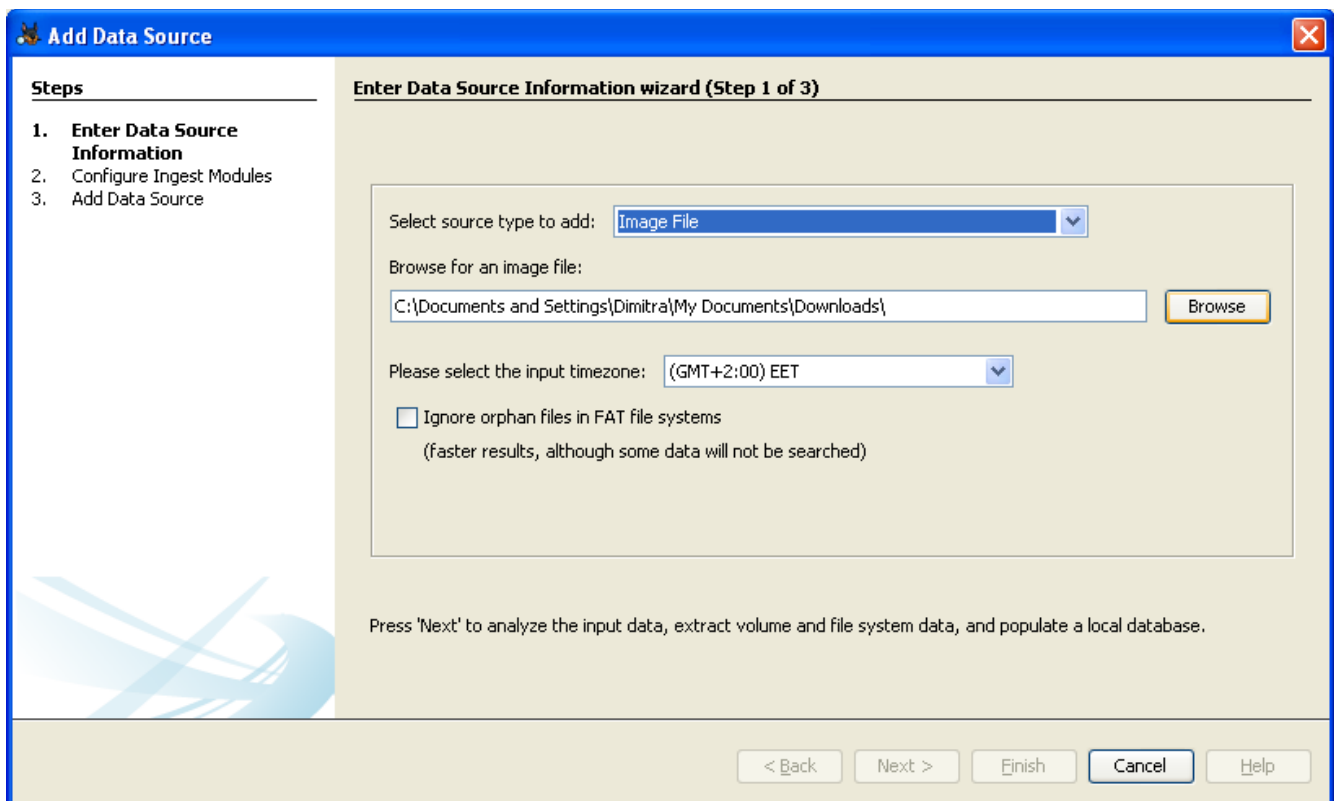 Add Data Source
Steps
1. Enter Data Source
Information
2. Configure Ingest Modules
3. Add Data Source
Enter Data Source Information wizard (Step 1 of 3)
Select source type to add: Image File
Browse for an image file:
C:\Documents and Settings\Dimitra\My Documents\Downloads\ Browse
Please select the input timezone: (GMT+2:00) EET
Ignore orphan files in FAT file systems
(faster results, although some data will not be searched)
Press 'Next' to analyze the input data, extract volume and file system data, and populate a local database.
< Back Next > Finish Cancel Help